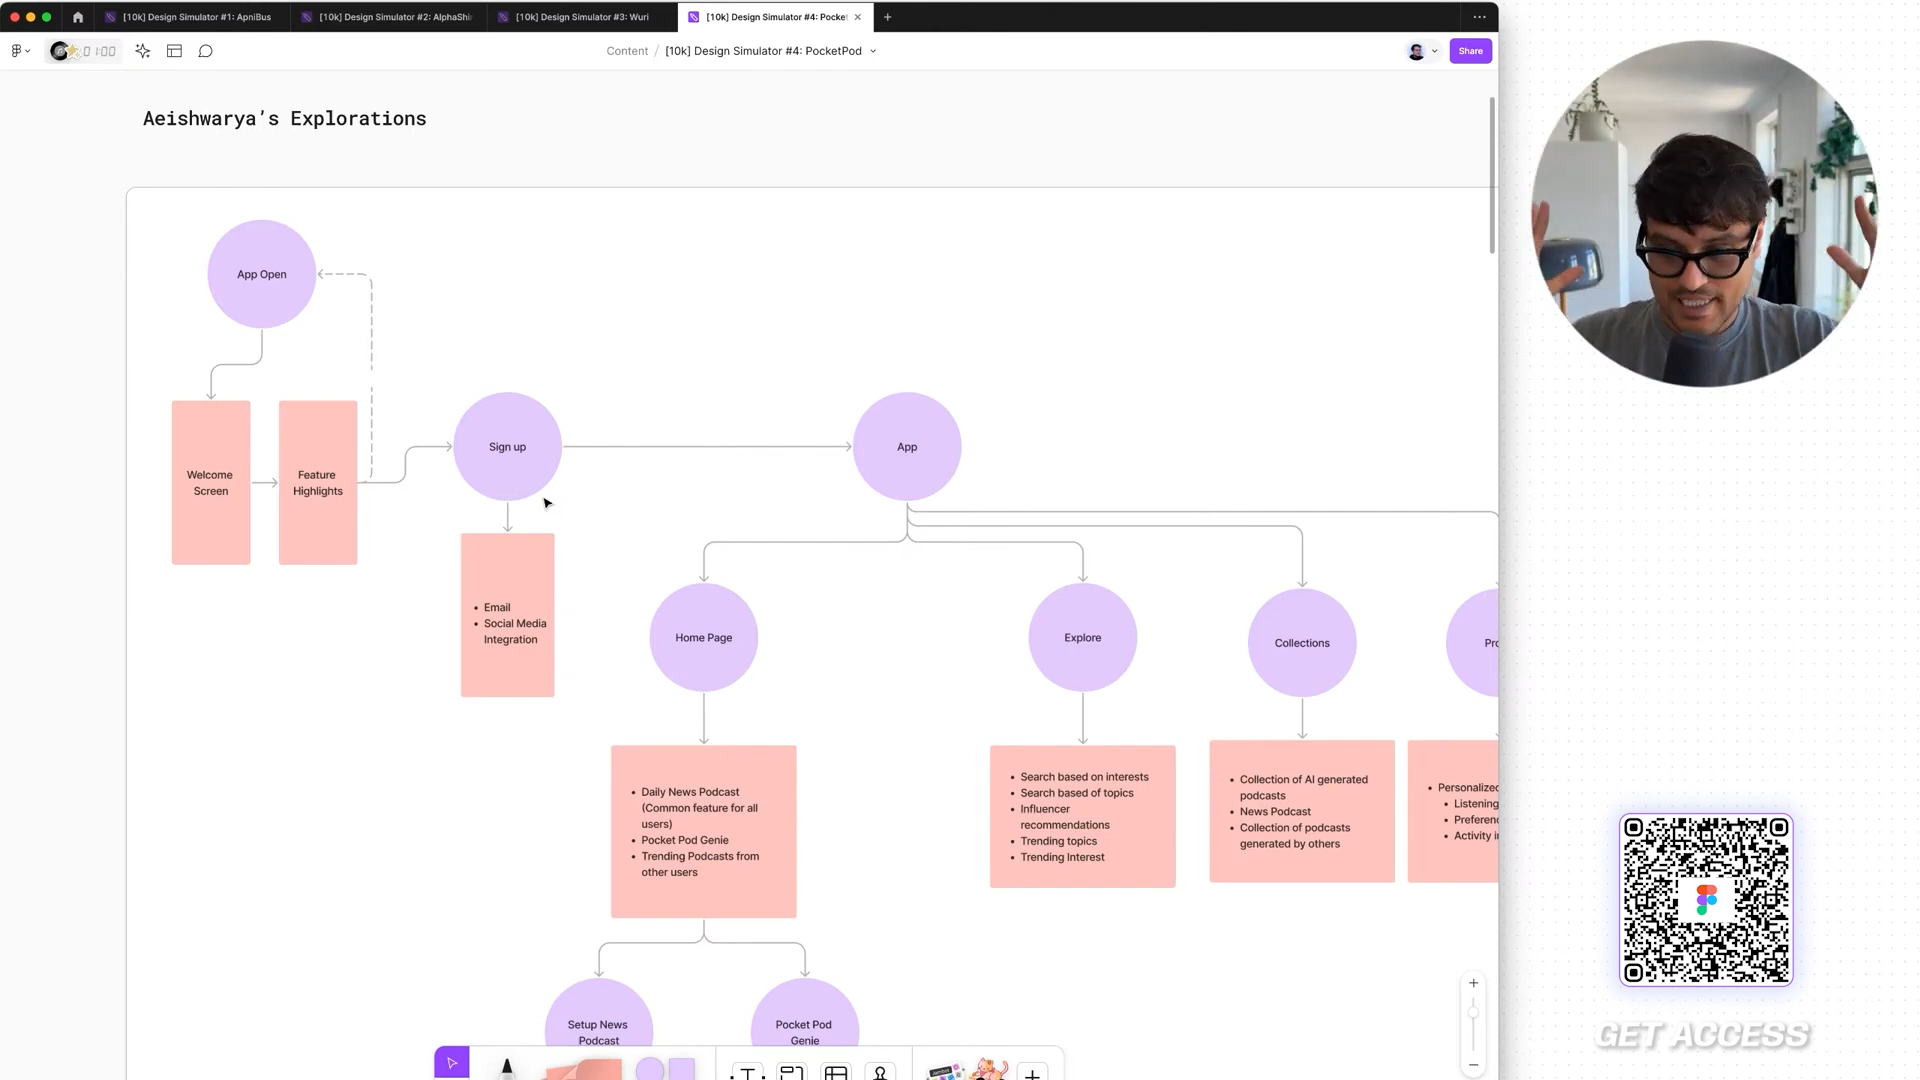 [10k] Design Simulator #1: ApniBus
[10k] Design Simulator #2: AlphaShi
[10k] Design Simulator #3: Wuri
[10k] Design Simulator #4: Pocket
01:00
Content / [10k] Design Simulator #4: PocketPod
Share
Aeishwarya's Explorations
App Open
Welcome
Screen
Feature
Highlights
Sign up
App
• Email
• Social Media
Integration
Home Page
Explore
Collections
Pro
• Daily News Podcast
(Common feature for all
users)
• Pocket Pod Genie
• Trending Podcasts from
other users
• Search based on interests
• Search based of topics
• Influencer
recommendations
• Trending topics
• Trending Interest
• Collection of AI generated
podcasts
• News Podcast
• Collection of podcasts
generated by others
• Personalized
• Listening
• Preferenc
• Activity i
Setup News
Podcast
Pocket Pod
Genie
GET ACCESS